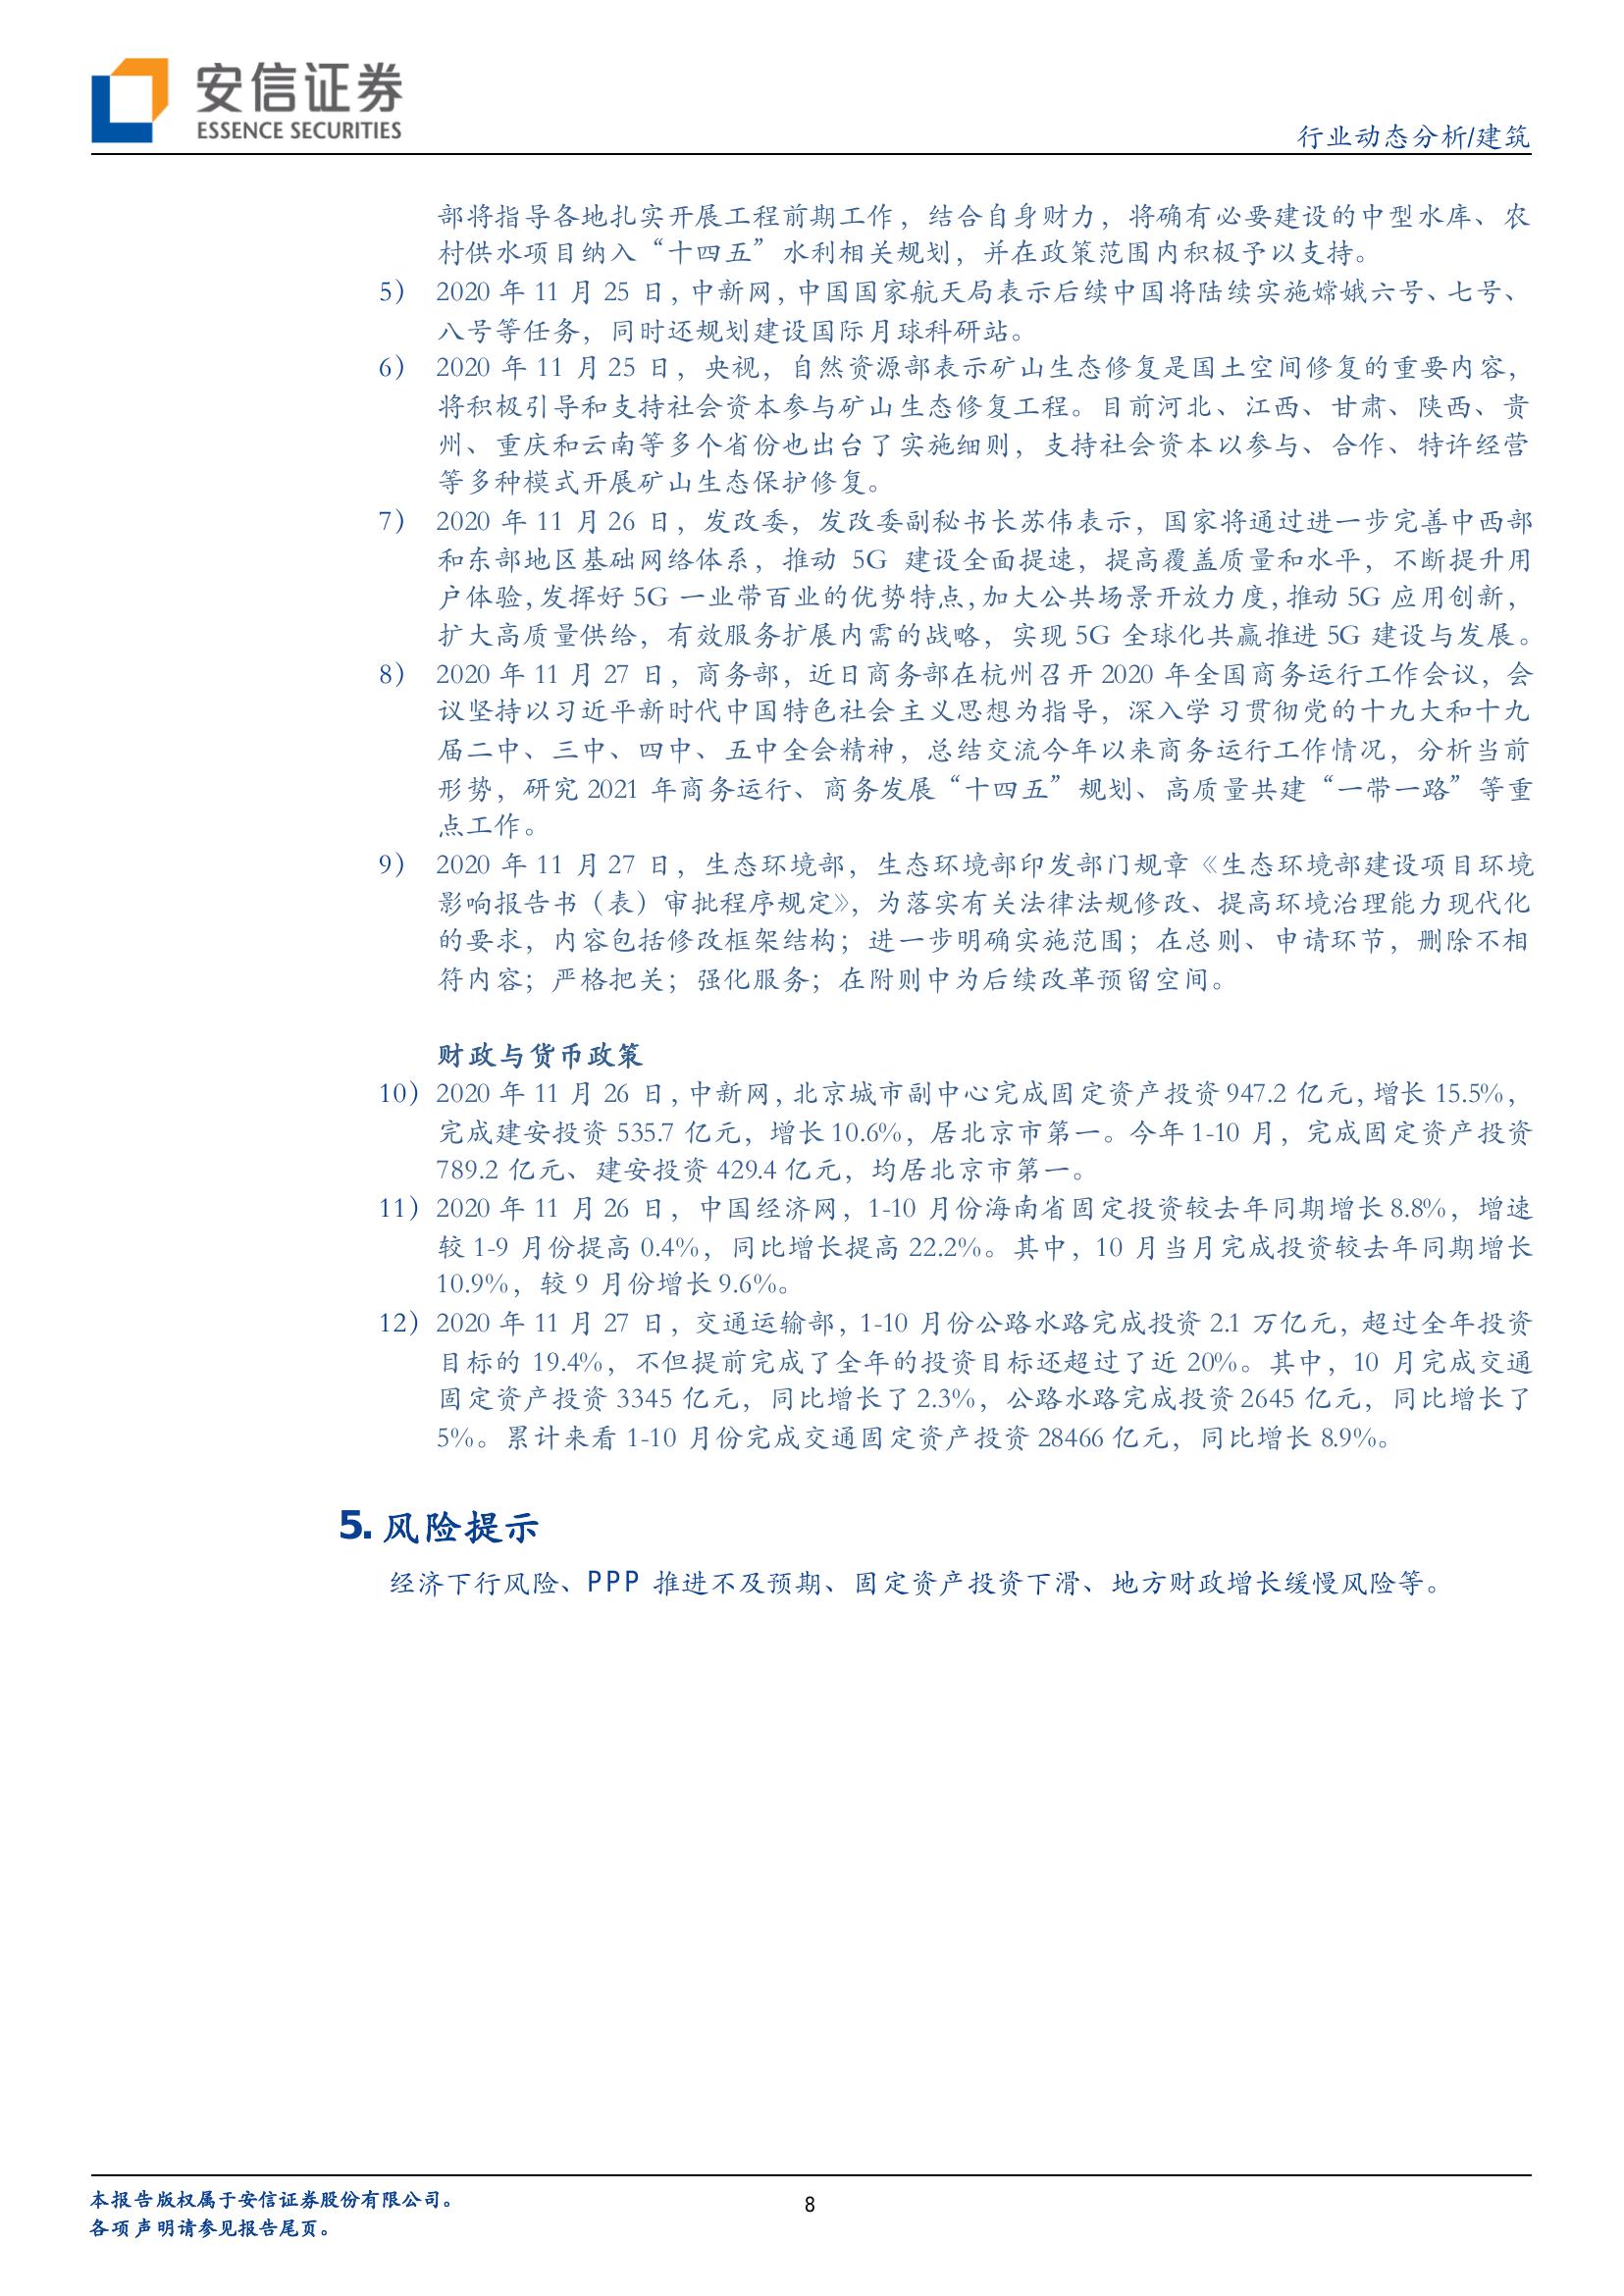 安信证券
ESSENCE SECURITIES
行业动态分析/建筑
部将指导各地扎实开展工程前期工作，结合自身财力，将确有必要建设的中型水库、农
村供水项目纳入“十四五”水利相关规划，并在政策范围内积极予以支持。
5） 2020 年 11 月 25 日，中新网，中国国家航天局表示后续中国将陆续实施嫦娥六号、七号、
八号等任务，同时还规划建设国际月球科研站。
6） 2020 年 11 月 25 日，央视，自然资源部表示矿山生态修复是国土空间修复的重要内容，
将积极引导和支持社会资本参与矿山生态修复工程。目前河北、江西、甘肃、陕西、贵
州、重庆和云南等多个省份也出台了实施细则，支持社会资本以参与、合作、特许经营
等多种模式开展矿山生态保护修复。
7） 2020 年 11 月 26 日，发改委，发改委副秘书长苏伟表示，国家将通过进一步完善中西部
和东部地区基础网络体系，推动 5G 建设全面提速，提高覆盖质量和水平，不断提升用
户体验，发挥好 5G 一业带百业的优势特点，加大公共场景开放力度，推动 5G 应用创新，
扩大高质量供给，有效服务扩展内需的战略，实现 5G 全球化共赢推进 5G 建设与发展。
8） 2020 年 11 月 27 日，商务部，近日商务部在杭州召开 2020 年全国商务运行工作会议，会
议坚持以习近平新时代中国特色社会主义思想为指导，深入学习贯彻党的十九大和十九
届二中、三中、四中、五中全会精神，总结交流今年以来商务运行工作情况，分析当前
形势，研究 2021 年商务运行、商务发展“十四五”规划、高质量共建“一带一路”等重
点工作。
9） 2020 年 11 月 27 日，生态环境部，生态环境部印发部门规章《生态环境部建设项目环境
影响报告书（表）审批程序规定》，为落实有关法律法规修改、提高环境治理能力现代化
的要求，内容包括修改框架结构；进一步明确实施范围；在总则、申请环节，删除不相
符内容；严格把关；强化服务；在附则中为后续改革预留空间。
财政与货币政策
10） 2020 年 11 月 26 日，中新网，北京城市副中心完成固定资产投资 947.2 亿元，增长 15.5%，
完成建安投资 535.7 亿元，增长 10.6%，居北京市第一。今年 1-10 月，完成固定资产投资
789.2 亿元、建安投资 429.4 亿元，均居北京市第一。
11） 2020 年 11 月 26 日，中国经济网，1-10 月份海南省固定投资较去年同期增长 8.8%，增速
较 1-9 月份提高 0.4%，同比增长提高 22.2%。其中，10 月当月完成投资较去年同期增长
10.9%，较 9 月份增长 9.6%。
12） 2020 年 11 月 27 日，交通运输部，1-10 月份公路水路完成投资 2.1 万亿元，超过全年投资
目标的 19.4%，不但提前完成了全年的投资目标还超过了近 20%。其中，10 月完成交通
固定资产投资 3345 亿元，同比增长了 2.3%，公路水路完成投资 2645 亿元，同比增长了
5%。累计来看 1-10 月份完成交通固定资产投资 28466 亿元，同比增长 8.9%。
5. 风险提示
经济下行风险、PPP 推进不及预期、固定资产投资下滑、地方财政增长缓慢风险等。
本报告版权属于安信证券股份有限公司。
各项声明请参见报告尾页。
8